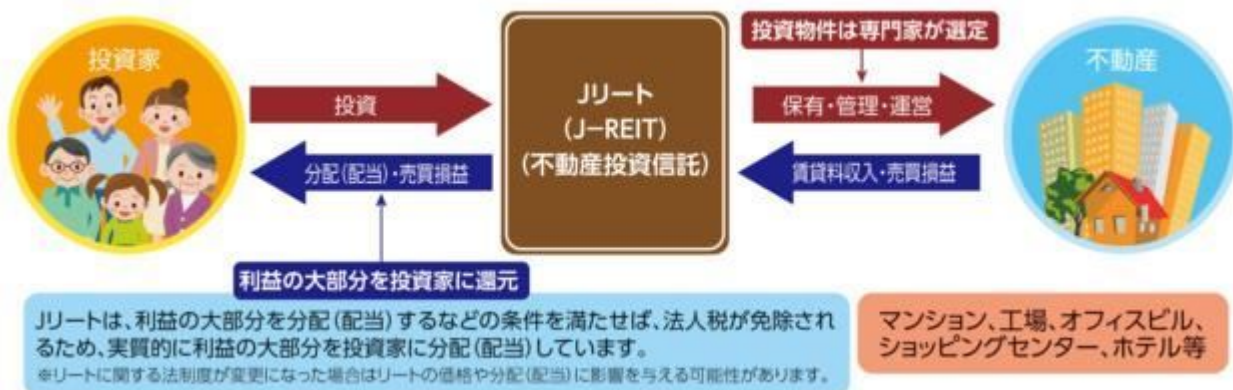 投資物件は専門家が選定
投資家
不動産
Jリート
(J-REIT)
(不動産投資信託)
投資
保有・管理・運営
分配(配当)・売買損益
賃貸料収入・売買損益
利益の大部分を投資家に還元
Jリートは、利益の大部分を分配(配当)するなどの条件を満たせば、法人税が免除され
るため、実質的に利益の大部分を投資家に分配(配当)しています。
※リートに関する法制度が変更になった場合はリートの価格や分配(配当)に影響を与える可能性があります。
マンション、工場、オフィスビル、
ショッピングセンター、ホテル等